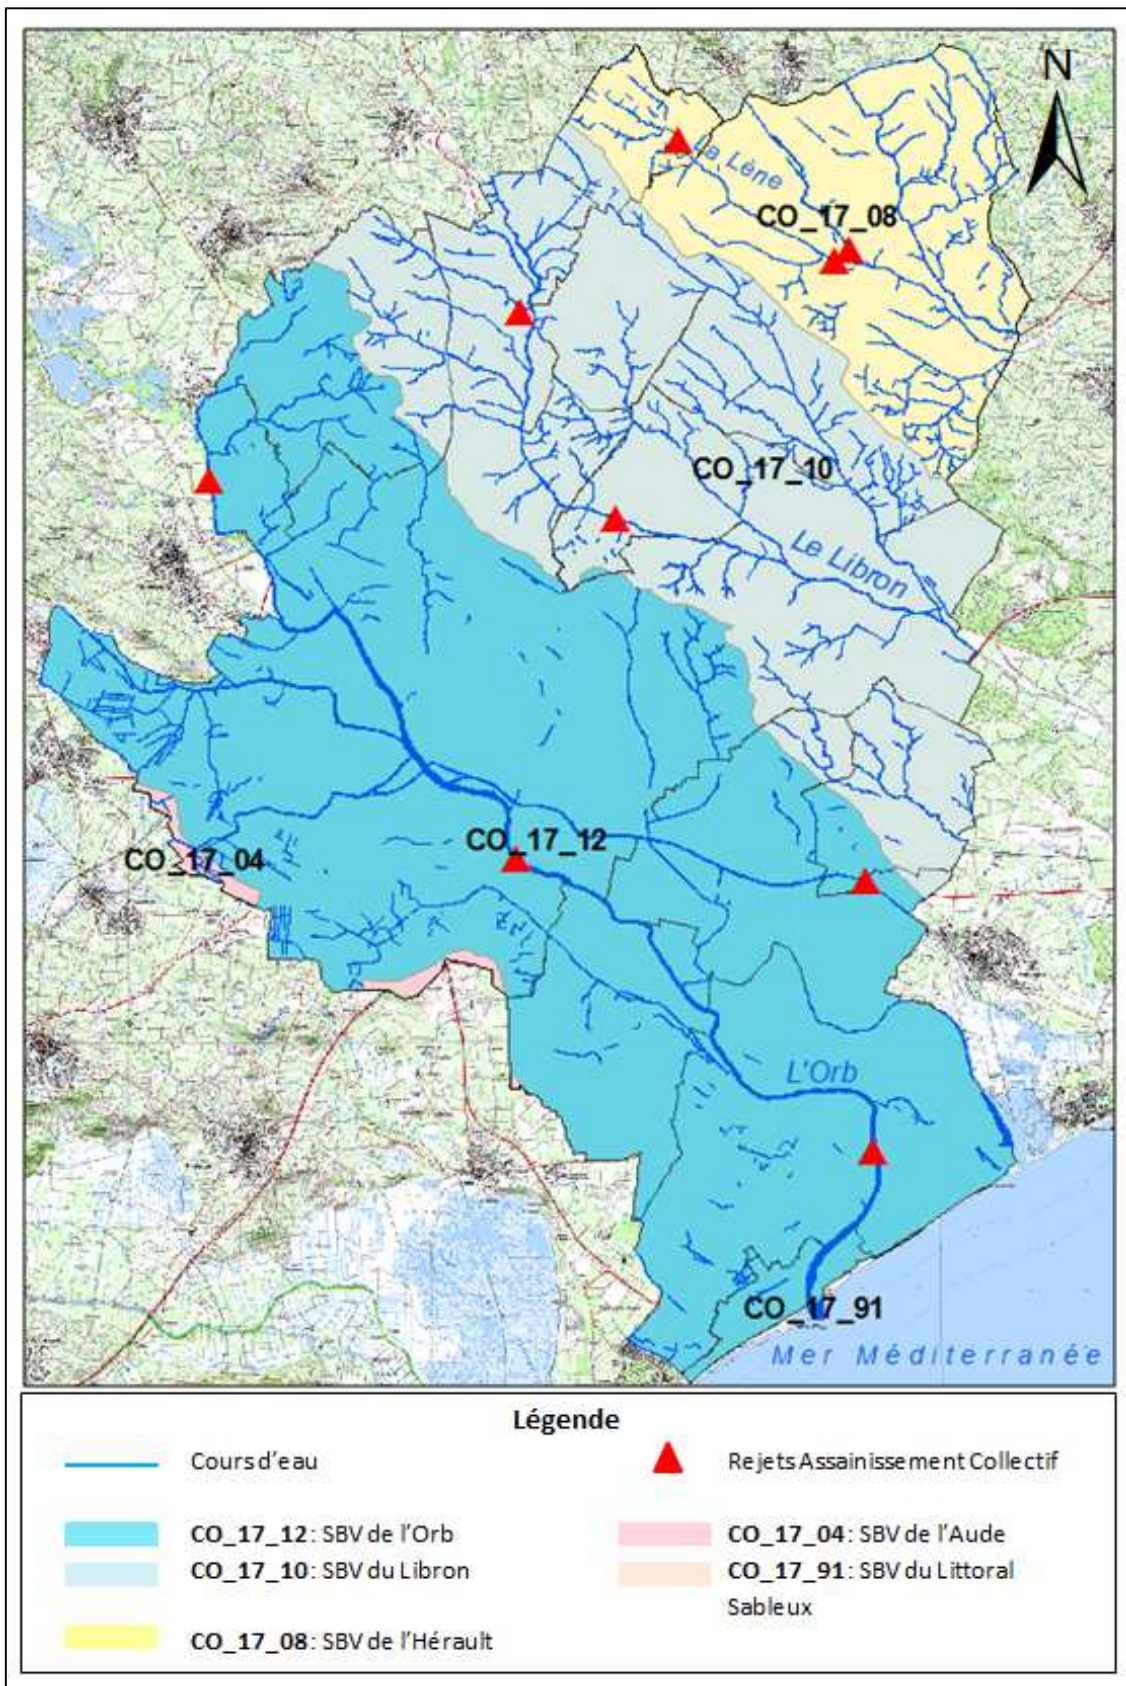 N
La Lène
CO_17_08
CO_17_10
Le Libron
CO_17_12
CO_17_04
L'Orb
CO_17_91
Mer Méditerranée
Légende
Cours d'eau
Rejets Assainissement Collectif
CO_17_12 : SBV de l'Orb
CO_17_04 : SBV de l'Aude
CO_17_10 : SBV du Libron
CO_17_91 : SBV du Littoral
Sableux
CO_17_08 : SBV de l'Hérault